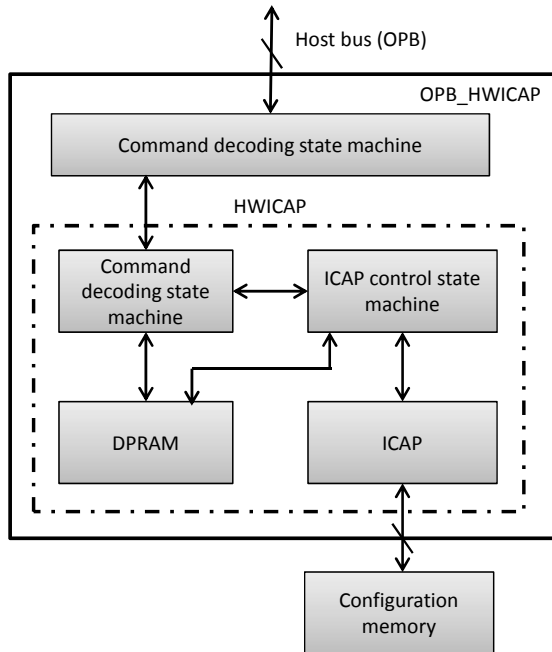 Host bus (OPB)
OPB_HWICAP
Command decoding state machine
HWICAP
Command
decoding state
machine
ICAP control state
machine
DPRAM
ICAP
Configuration
memory